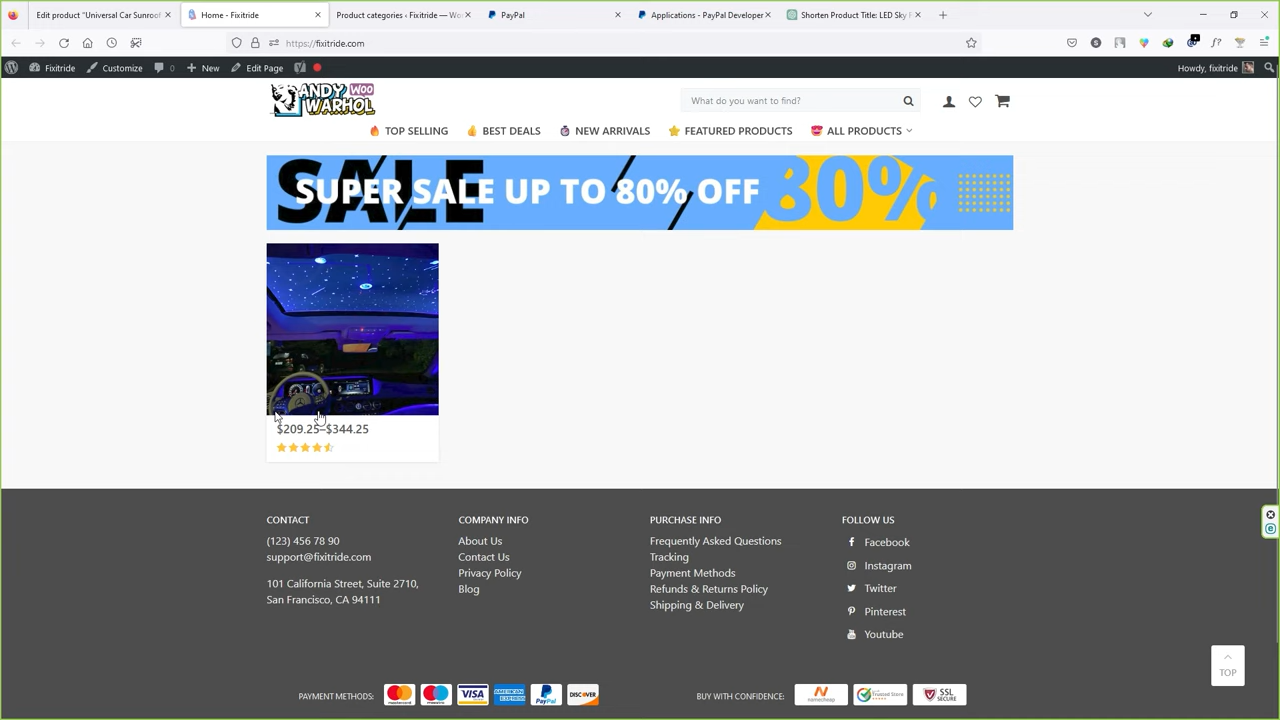 Edit product "Universal Car Sunroof
Home - Fixitride
Product categories ‹ Fixitride — Wo
PayPal
Applications - PayPal Developer
Shorten Product Title: LED Sky
https://fixitride.com
Fixitride
Customize
0
New
Edit Page
Howdy, fixitride
ANDY WOO
WARHOL
What do you want to find?
TOP SELLING
BEST DEALS
NEW ARRIVALS
FEATURED PRODUCTS
ALL PRODUCTS
SALE
SUPER SALE UP TO 80% OFF
80%
$209.25–$344.25
CONTACT
COMPANY INFO
PURCHASE INFO
FOLLOW US
(123) 456 78 90
About Us
Frequently Asked Questions
Facebook
support@fixitride.com
Contact Us
Tracking
Instagram
101 California Street, Suite 2710,
Privacy Policy
Payment Methods
Twitter
San Francisco, CA 94111
Blog
Refunds & Returns Policy
Pinterest
Shipping & Delivery
Youtube
TOP
PAYMENT METHODS:
mastercard
maestro
VISA
AMERICAN EXPRESS
PayPal
DISCOVER
BUY WITH CONFIDENCE:
namecheap
Trusted Store
SSL
SECURE